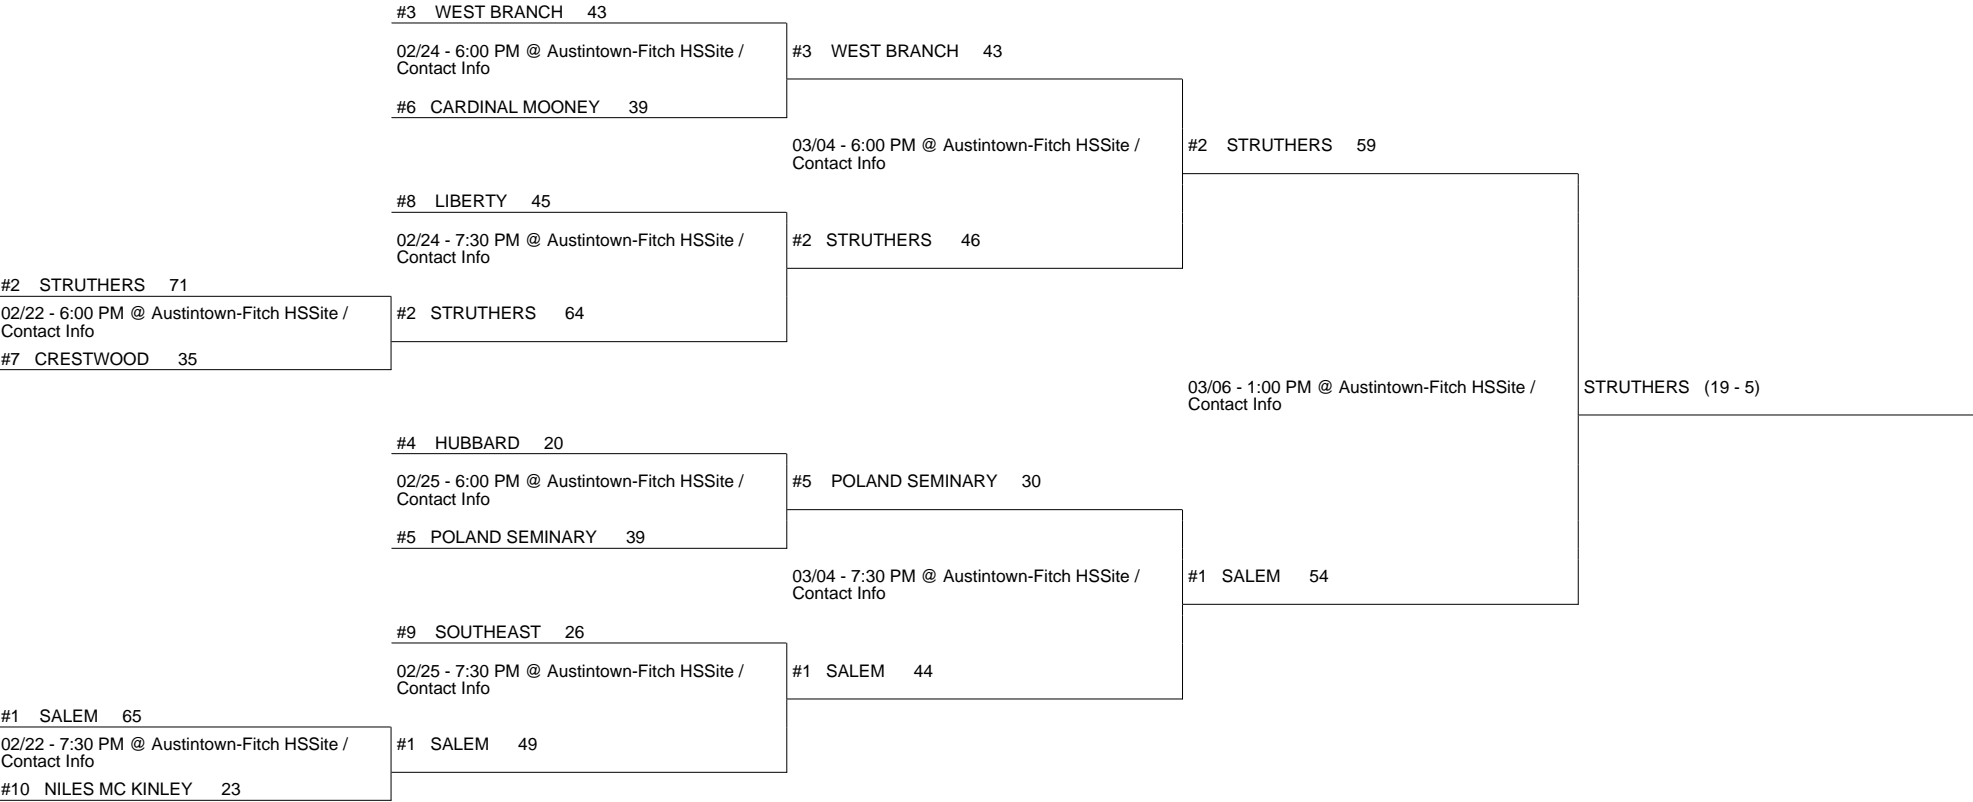 #3 WEST BRANCH 43
02/24 - 6:00 PM @ Austintown-Fitch HSSite /
Contact Info
#6 CARDINAL MOONEY 39
#3 WEST BRANCH 43
03/04 - 6:00 PM @ Austintown-Fitch HSSite /
Contact Info
#2 STRUTHERS 59
#8 LIBERTY 45
02/24 - 7:30 PM @ Austintown-Fitch HSSite /
Contact Info
#2 STRUTHERS 46
#2 STRUTHERS 71
02/22 - 6:00 PM @ Austintown-Fitch HSSite /
Contact Info
#7 CRESTWOOD 35
#2 STRUTHERS 64
03/06 - 1:00 PM @ Austintown-Fitch HSSite /
Contact Info
STRUTHERS (19 - 5)
#4 HUBBARD 20
02/25 - 6:00 PM @ Austintown-Fitch HSSite /
Contact Info
#5 POLAND SEMINARY 39
#5 POLAND SEMINARY 30
03/04 - 7:30 PM @ Austintown-Fitch HSSite /
Contact Info
#1 SALEM 54
#9 SOUTHEAST 26
02/25 - 7:30 PM @ Austintown-Fitch HSSite /
Contact Info
#1 SALEM 44
#1 SALEM 65
02/22 - 7:30 PM @ Austintown-Fitch HSSite /
Contact Info
#10 NILES MC KINLEY 23
#1 SALEM 49